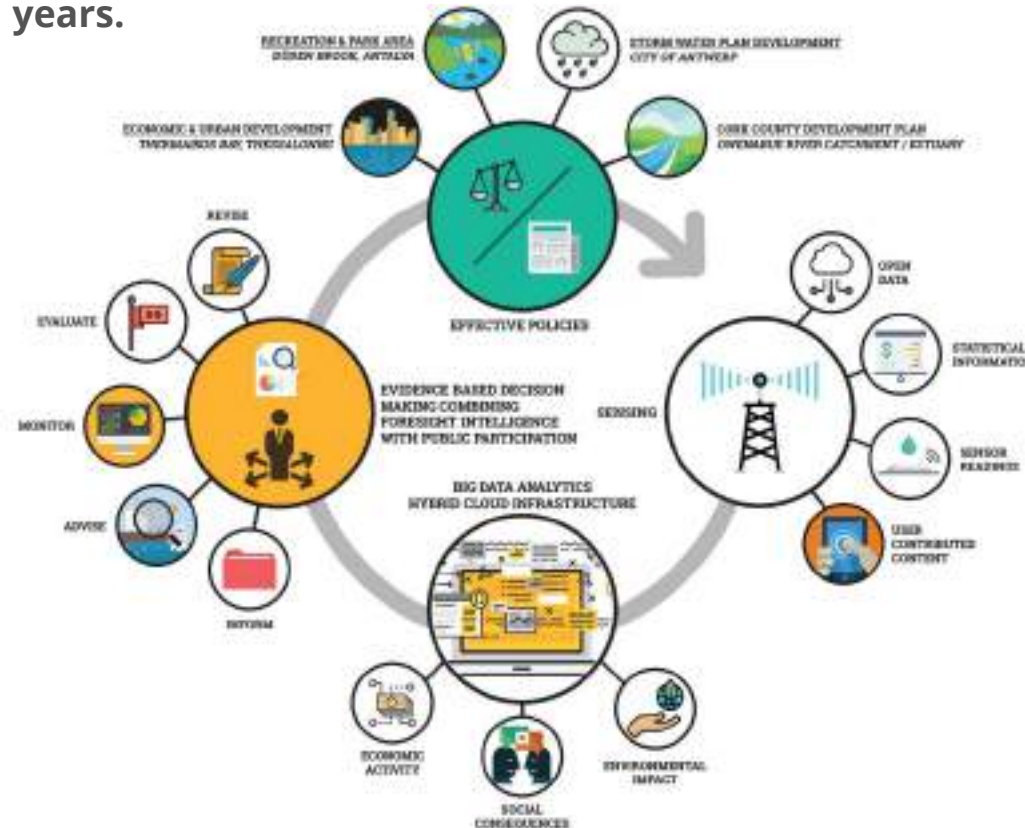 years.
RECREATION & PARK AREA
DÜDEN BROOK, ANTALYA
STORM WATER PLAN DEVELOPMENT
CITY OF ANTWERP
ECONOMIC & URBAN DEVELOPMENT
THERMAIKOS BAY, THESSALONIKI
CORK COUNTY DEVELOPMENT PLAN
OWENABUE RIVER CATCHMENT / ESTUARY
REVISE
EVALUATE
MONITOR
ADVISE
INFORM
EFFECTIVE POLICIES
EVIDENCE BASED DECISION
MAKING COMBINING
FORESIGHT INTELLIGENCE
WITH PUBLIC PARTICIPATION
SENSING
OPEN
DATA
STATISTICAL
INFORMATIO
SENSOR
READINGS
USER
CONTRIBUTED
CONTENT
BIG DATA ANALYTICS
HYBRID CLOUD INFRASTRUCTURE
ECONOMIC
ACTIVITY
SOCIAL
CONSEQUENCES
ENVIRONMENTAL
IMPACT